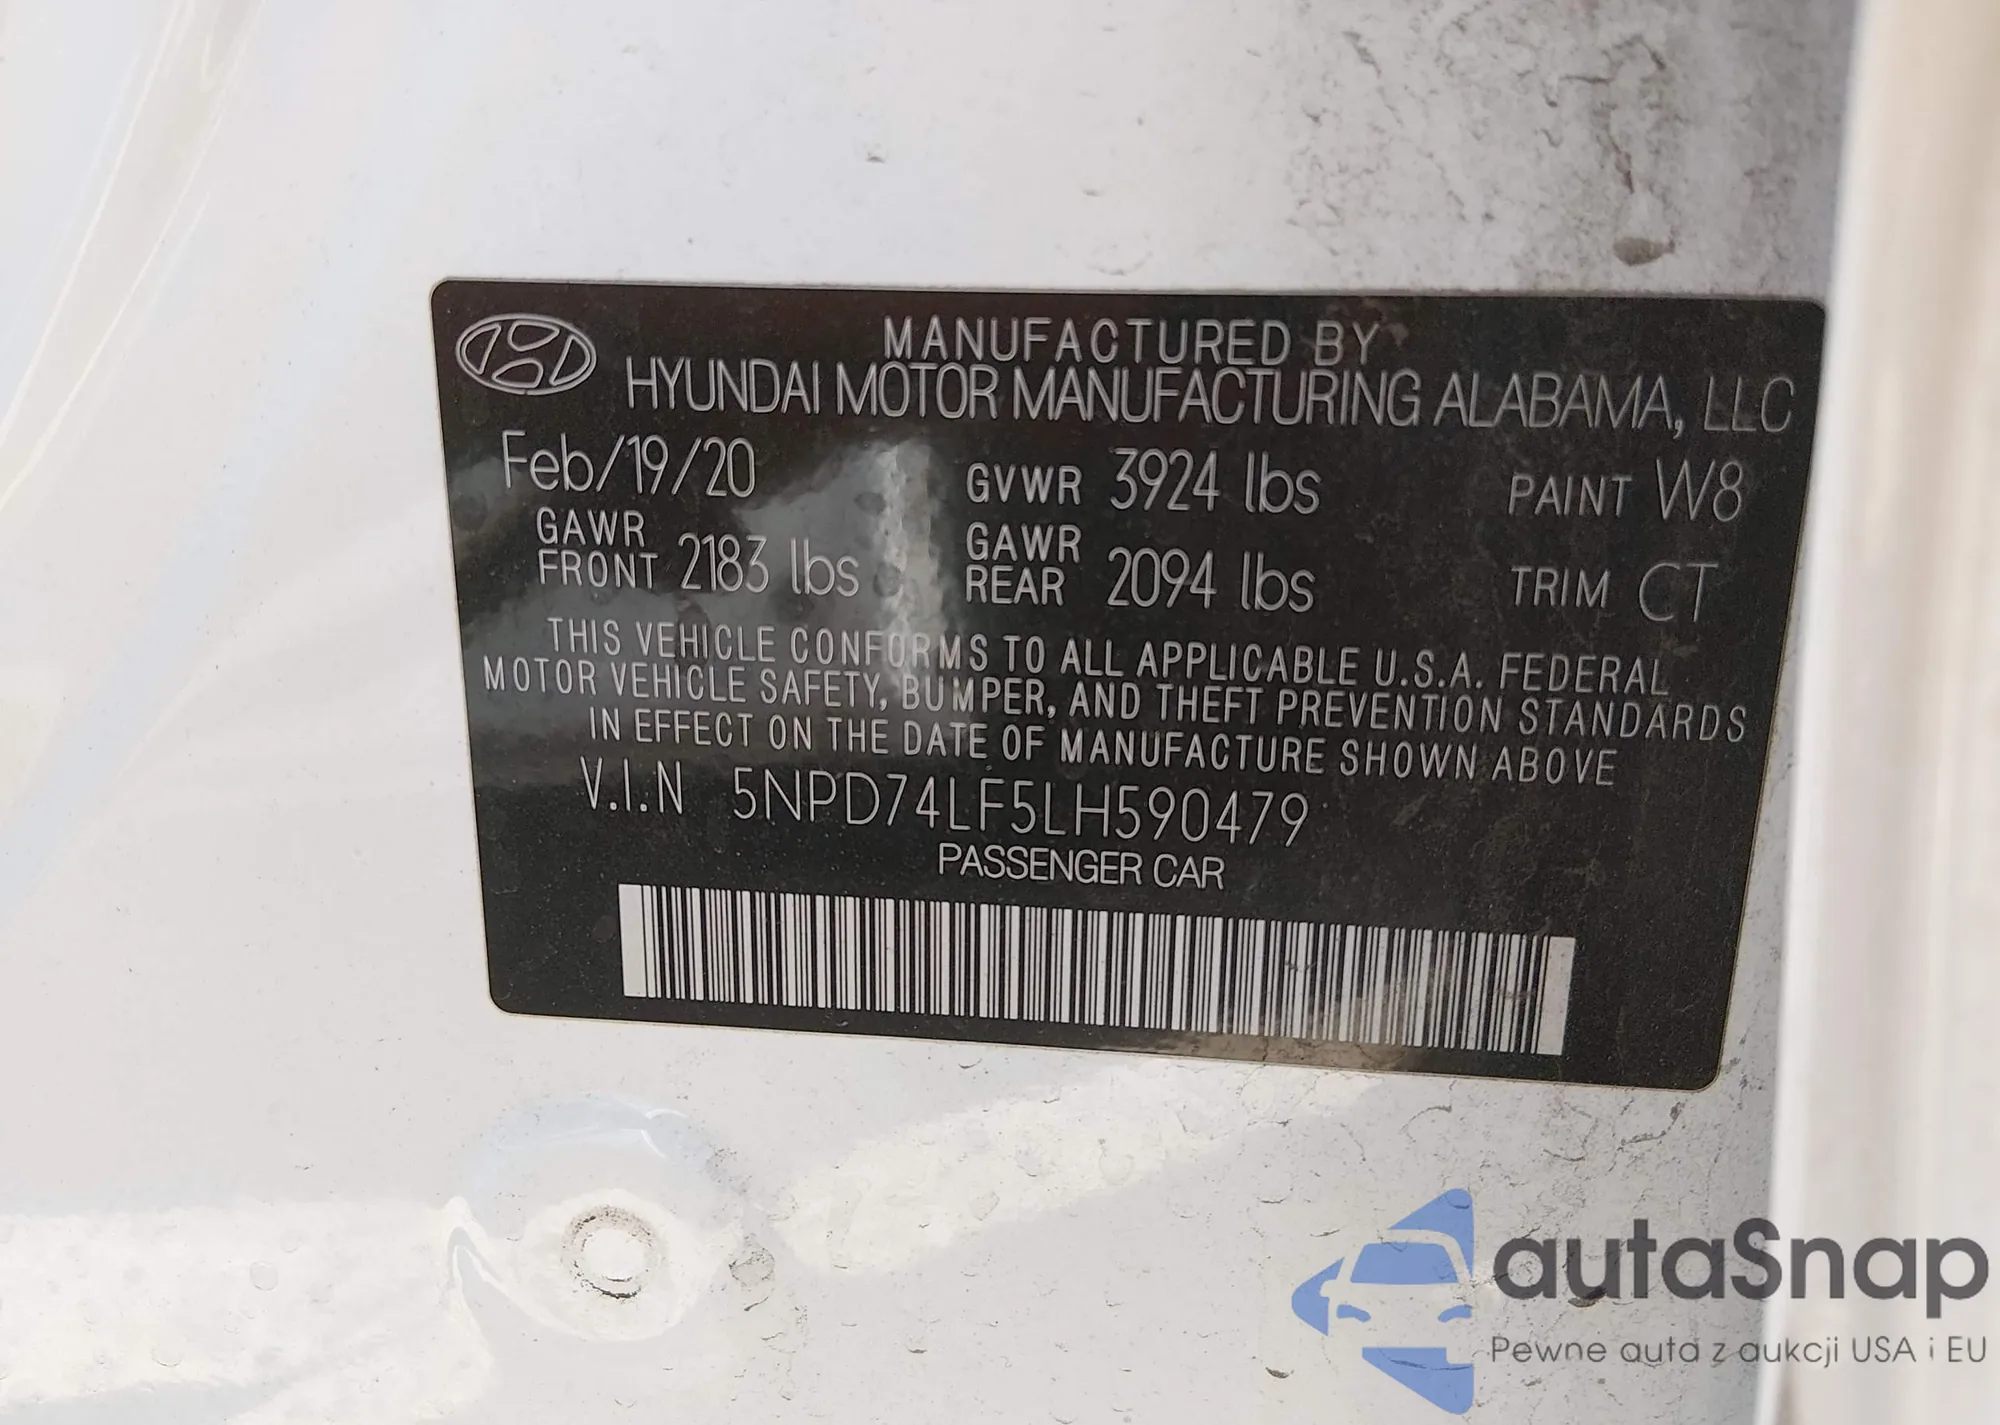 MANUFACTURED BY
HYUNDAI MOTOR MANUFACTURING ALABAMA, LLC
Feb/19/20 GVWR 3924 lbs PAINT W8
GAWR FRONT 2183 lbs GAWR REAR 2094 lbs TRIM CT
THIS VEHICLE CONFORMS TO ALL APPLICABLE U.S.A. FEDERAL
MOTOR VEHICLE SAFETY, BUMPER, AND THEFT PREVENTION STANDARDS
IN EFFECT ON THE DATE OF MANUFACTURE SHOWN ABOVE
V.I.N 5NPD74LF5LH590479
PASSENGER CAR
autaSnap
Pewne auta z aukcji USA i EU